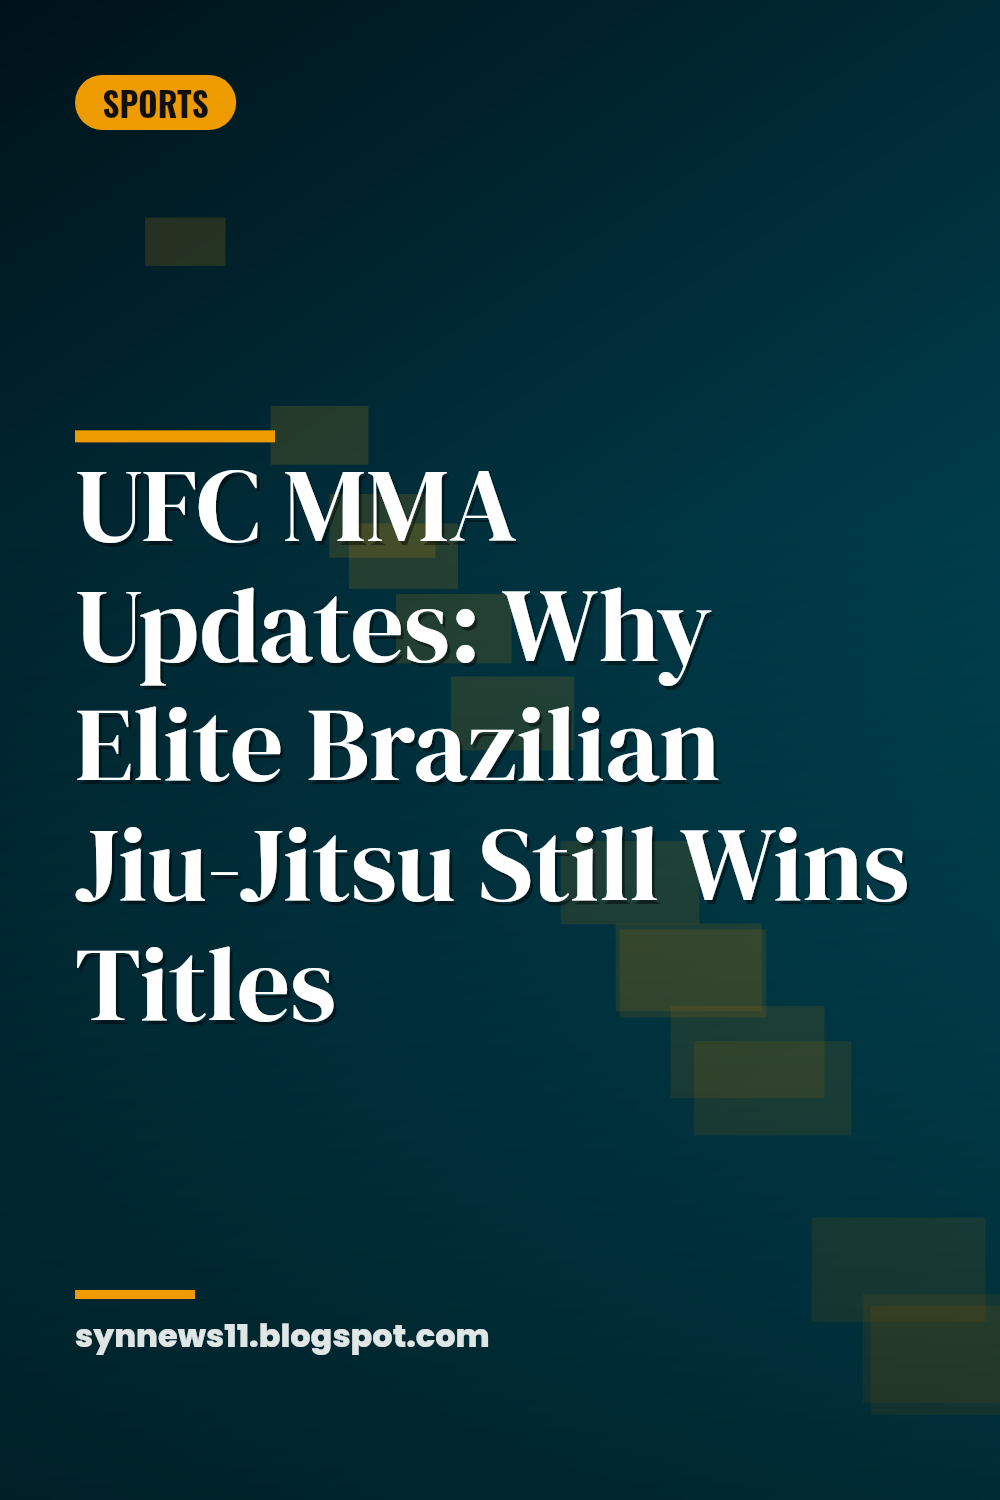 SPORTS
UFC MMA
Updates: Why
Elite Brazilian
Jiu-Jitsu Still Wins
Titles
synnews11.blogspot.com